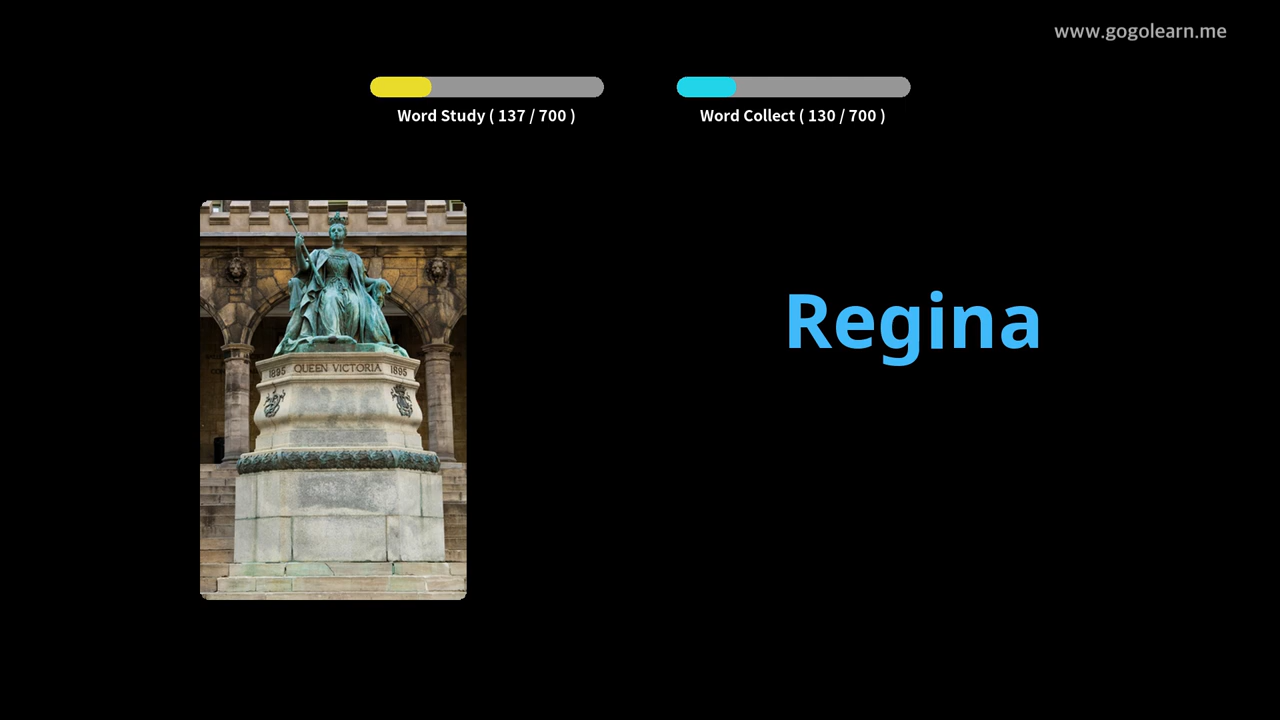 www.gogolearn.me
Word Study ( 137 / 700 )
Word Collect ( 130 / 700 )
Regina
1895 QUEEN VICTORIA 1895